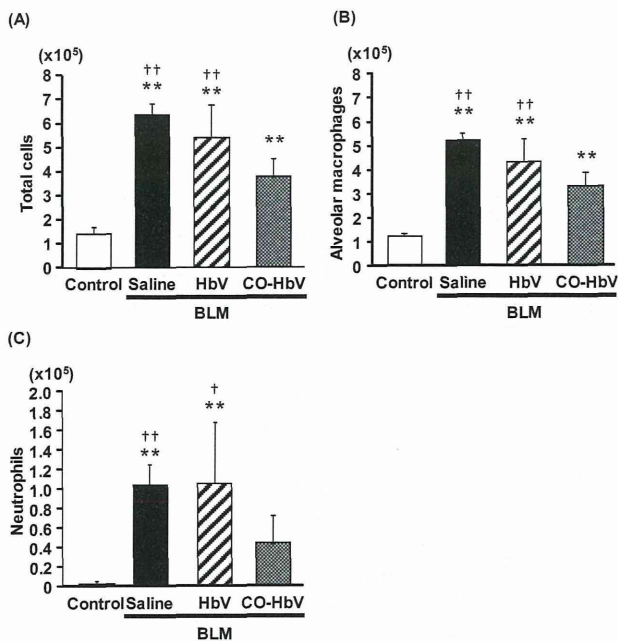 (A)
(x10⁵)
Total cells
8
7
6
5
4
3
2
1
0
††
**
††
**
**
Control Saline HbV CO-HbV
BLM
(B)
(x10⁵)
Alveolar macrophages
8
7
6
5
4
3
2
1
0
††
**
††
**
**
Control Saline HbV CO-HbV
BLM
(C)
(x10⁵)
Neutrophils
2.0
1.8
1.6
1.4
1.2
1.0
0.8
0.6
0.4
0.2
0
††
**
†
**
Control Saline HbV CO-HbV
BLM